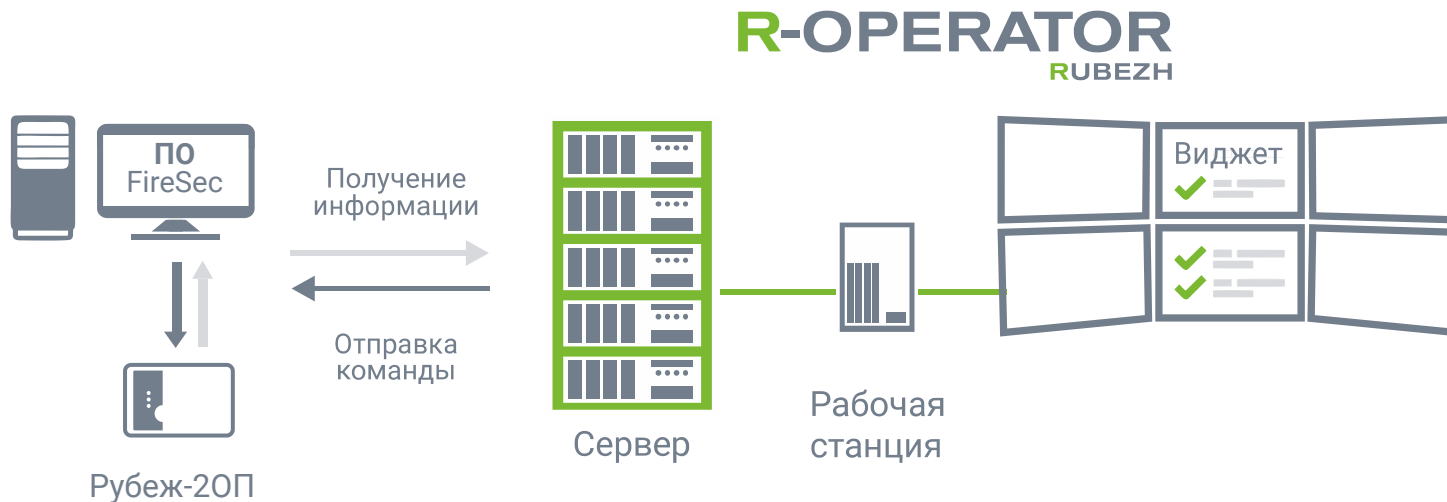 R-OPERATOR
RUBEZH
ПО
FireSec
Получение
информации
Отправка
команды
Рубеж-2ОП
Сервер
Рабочая
станция
Виджет